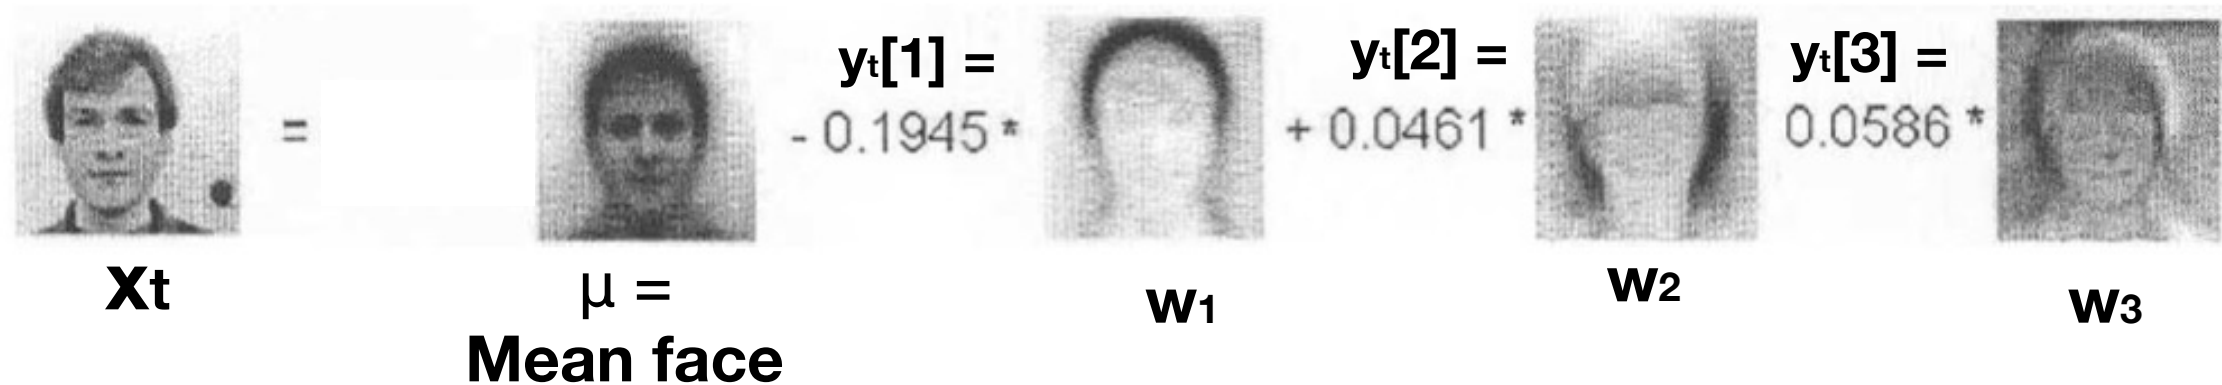 =
- 0.1945 *
yt[1] =
+ 0.0461 *
yt[2] =
0.0586 *
yt[3] =
xt
μ =
Mean face
w1
w2
w3